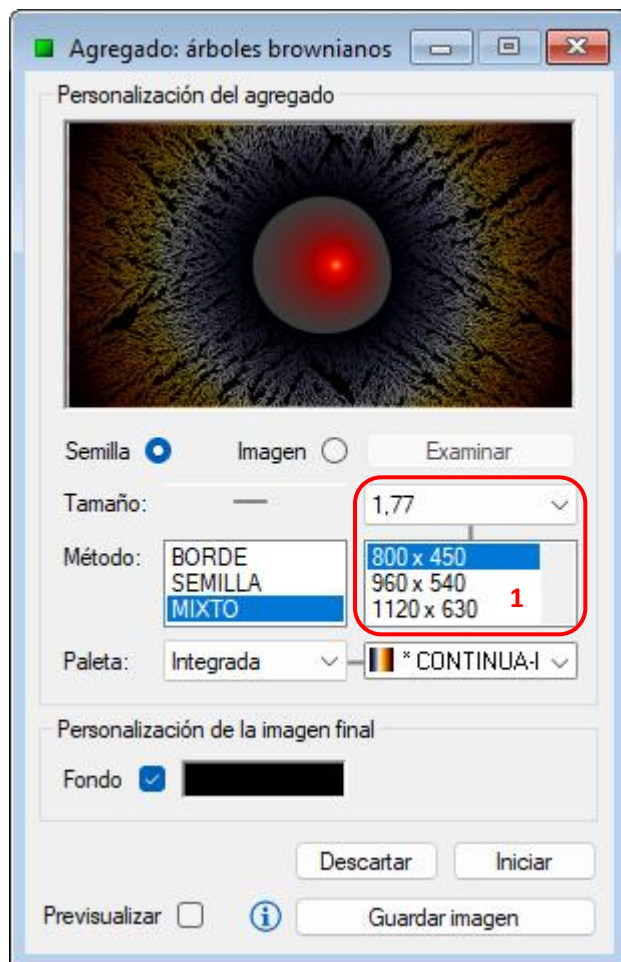 Agregado: árboles brownianos
Personalización del agregado
Semilla Imagen Examinar
Tamaño: 1,77
Método: BORDE 800 x 450
SEMILLA 960 x 540
MIXTO 1120 x 630 1
Paleta: Integrada * CONTINUA-I
Personalización de la imagen final
Fondo
Descartar Iniciar
Previsualizar i Guardar imagen